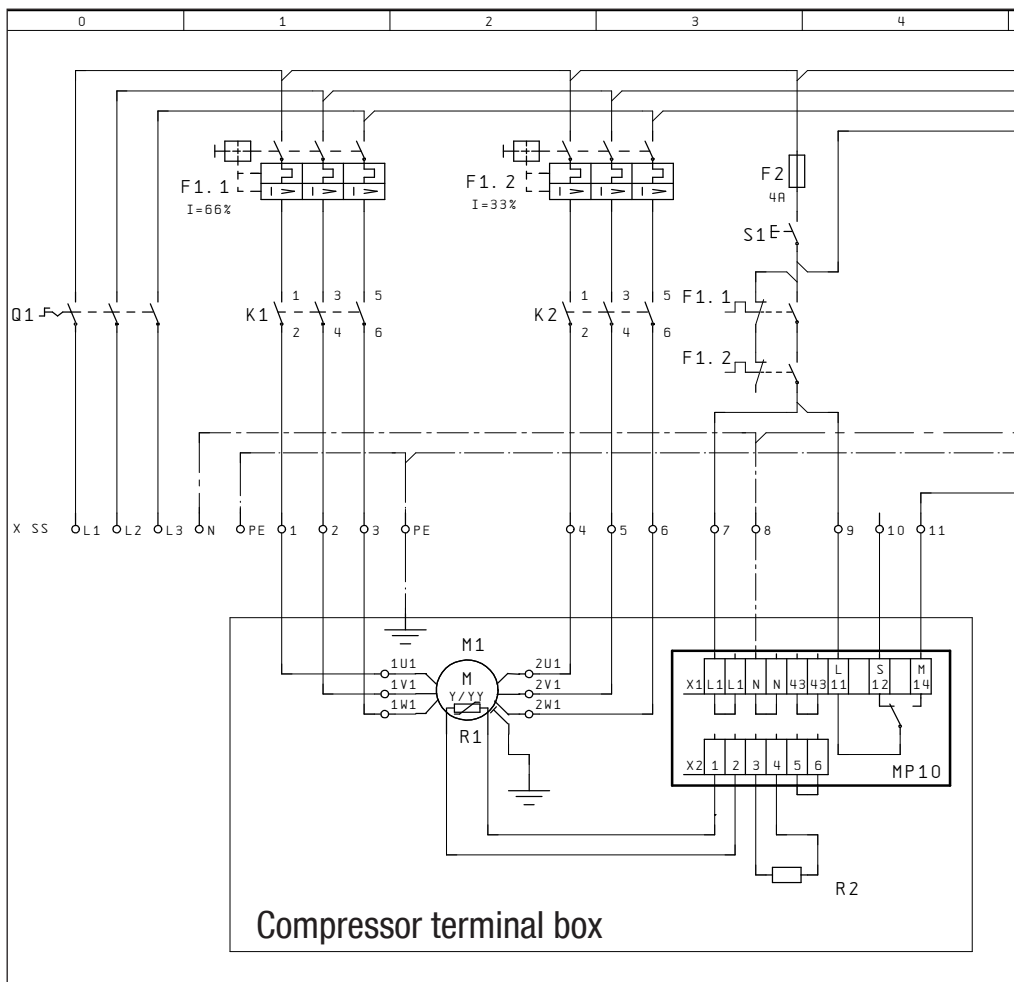 0 1 2 3 4
F1.1
I=66%
F1.2
I=33%
F2
4A
S1
Q1
K1
1 3 5
2 4 6
K2
1 3 5
2 4 6
F1.1
F1.2
X SS L1 L2 L3 N PE 1 2 3 PE 4 5 6 7 8 9 10 11
M1
1U1
1V1
1W1
M
Y/YY
2U1
2V1
2W1
R1
X1 L1 L1 N N 43 43 L 11 S 12 M 14
X2 1 2 3 4 5 6
MP10
R2
Compressor terminal box